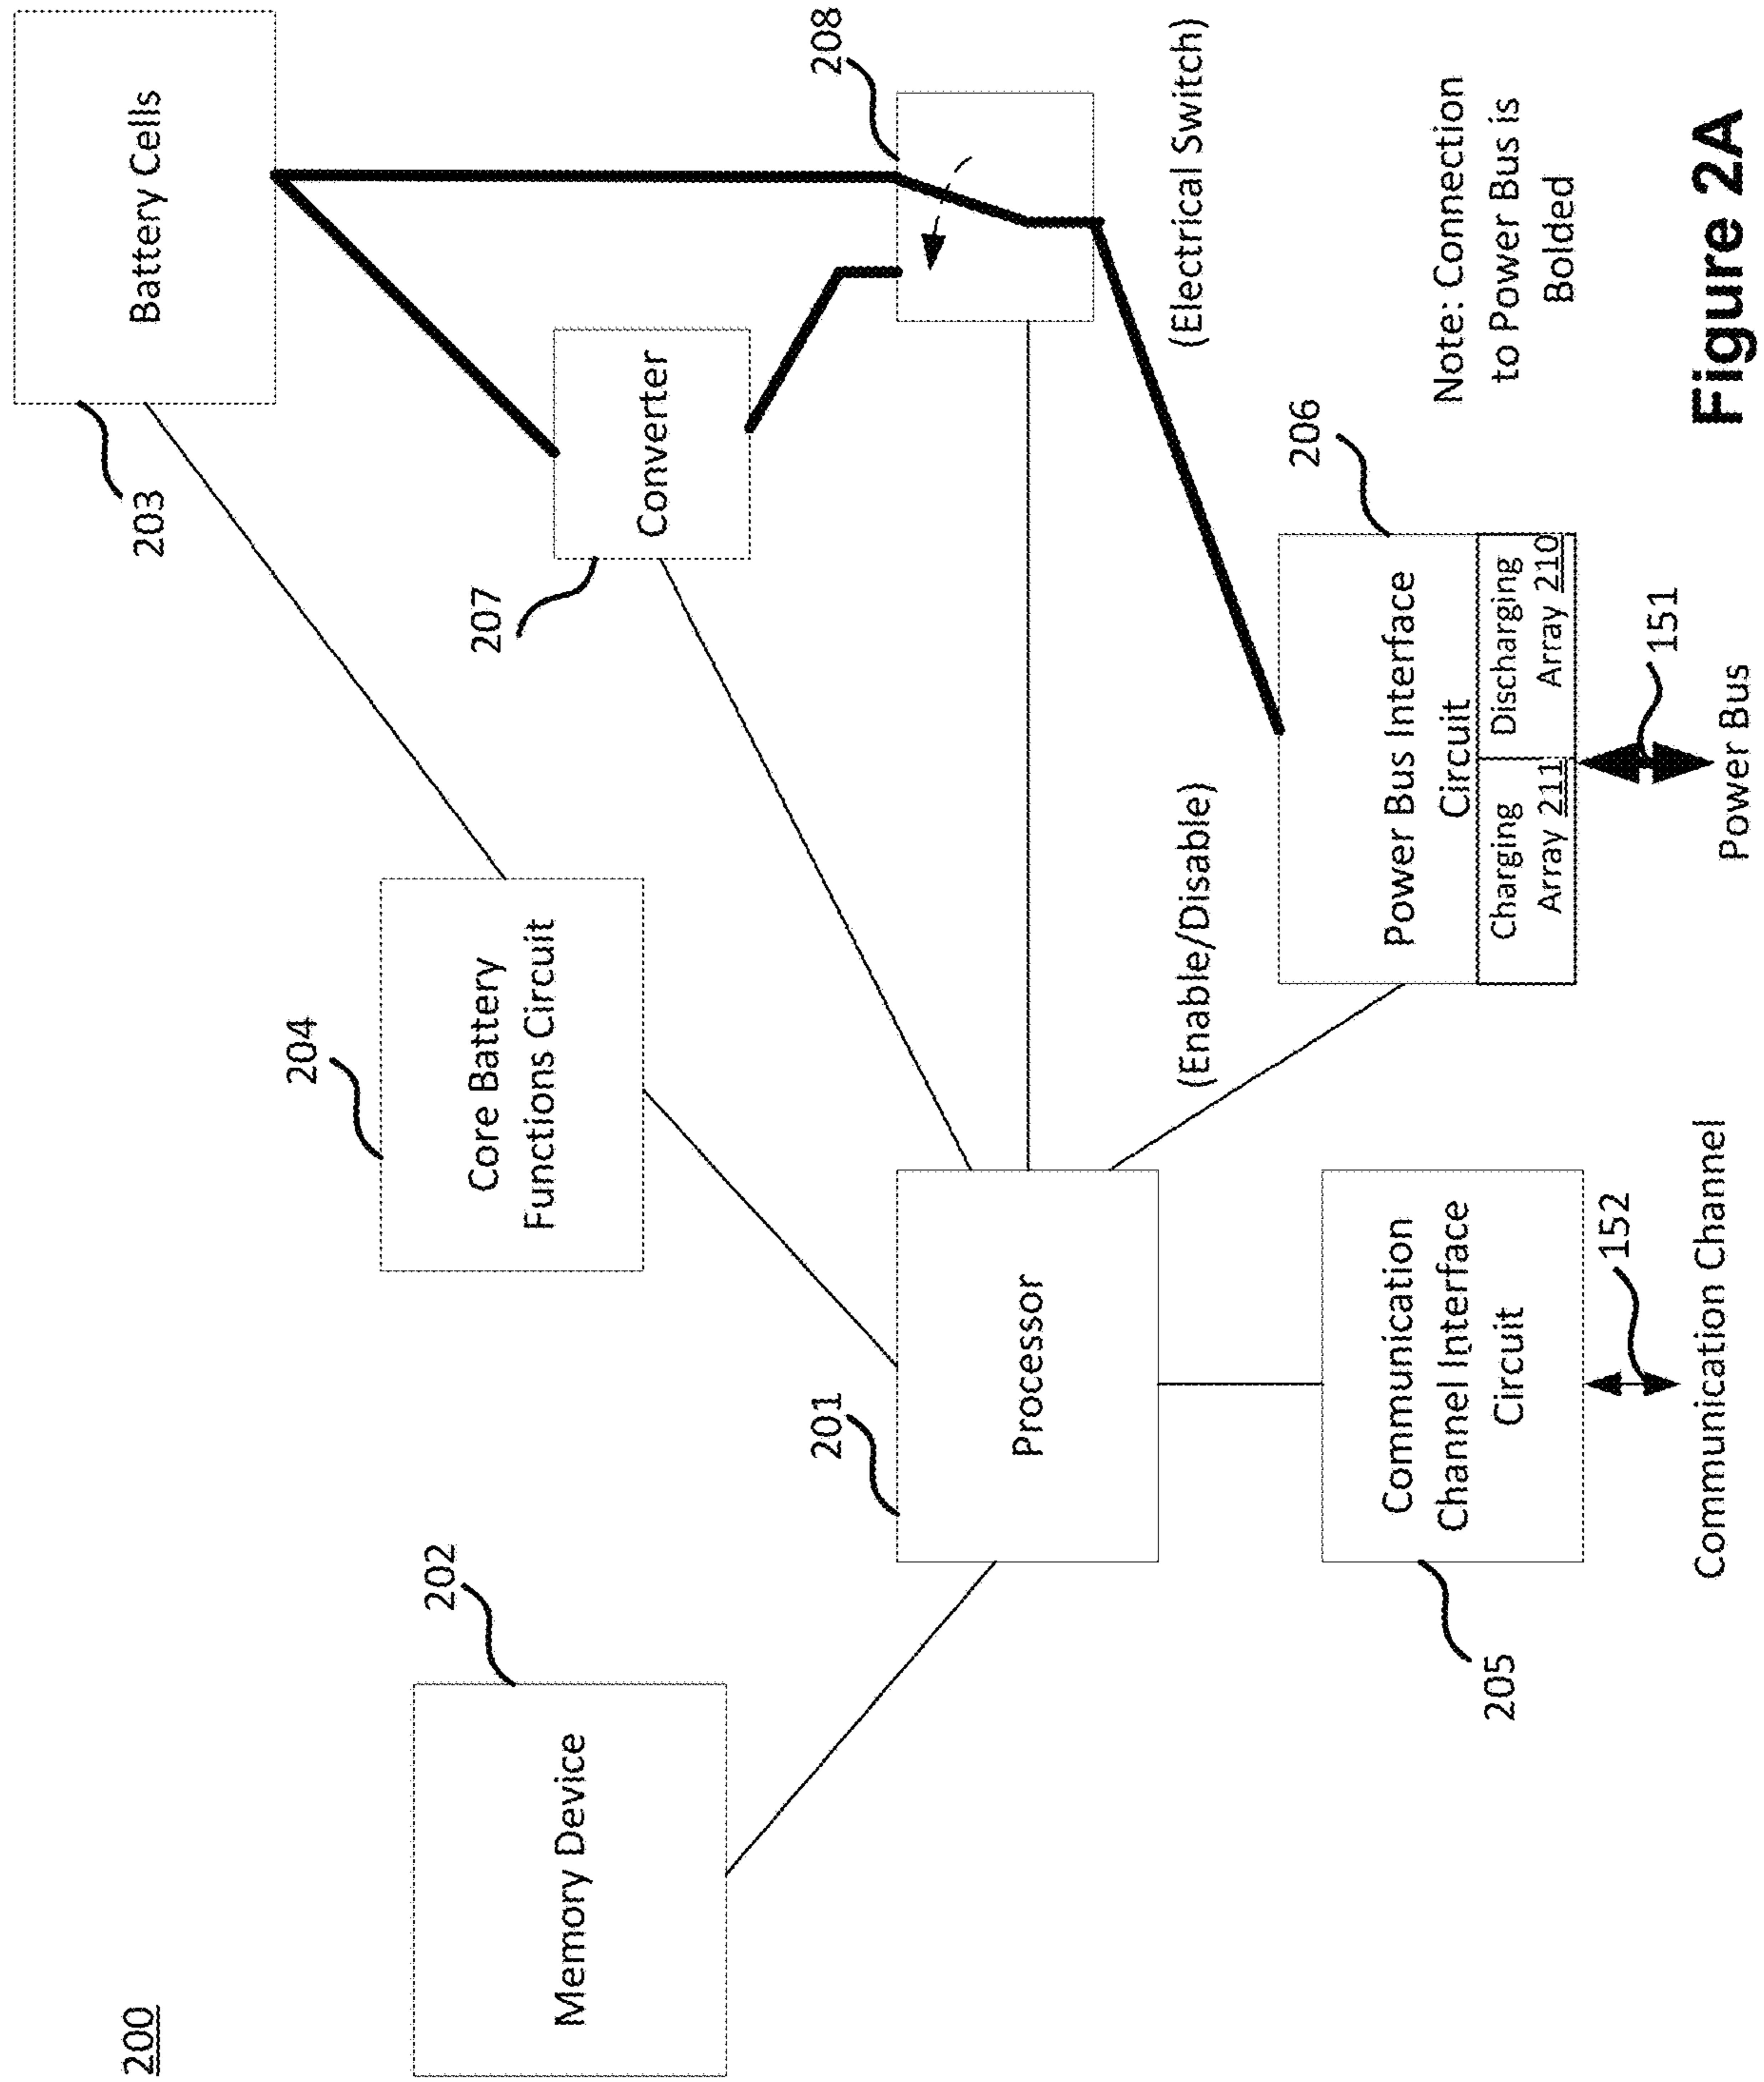 200
Memory Device
202
Processor
201
Core Battery
Functions Circuit
204
Battery Cells
203
Converter
207
208
(Electrical Switch)
(Enable/Disable)
Power Bus Interface
Circuit
206
Charging
Array 211
Discharging
Array 210
151
Power Bus
Communication
Channel Interface
Circuit
205
152
Communication Channel
Note: Connection
to Power Bus is
Bolded
Figure 2A